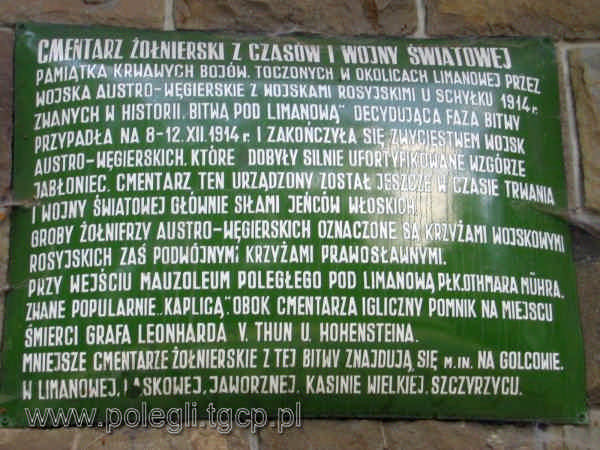 CMENTARZ ŻOŁNIERSKI Z CZASÓW I WOJNY ŚWIATOWEJ
PAMIĄTKA KRWAWYCH BOJÓW, TOCZONYCH W OKOLICACH LIMANOWEJ PRZEZ
WOJSKA AUSTRO-WĘGIERSKIE Z WOJSKAMI ROSYJSKIMI U SCHYŁKU 1914 r.
ZWANYCH W HISTORII „BITWĄ POD LIMANOWĄ" DECYDUJĄCA FAZA BITWY
PRZYPADŁA NA 8-12.XII.1914 r. I ZAKOŃCZYŁA SIĘ ZWYCIĘSTWEM WOJSK
AUSTRO-WĘGIERSKICH, KTÓRE DOBYŁY SILNIE UFORTYFIKOWANE WZGÓRZE
JABŁONIEC. CMENTARZ TEN URZĄDZONY ZOSTAŁ JESZCZE W CZASIE TRWANIA
I WOJNY ŚWIATOWEJ GŁÓWNIE SIŁAMI JEŃCÓW WŁOSKICH.
GROBY ŻOŁNIERZY AUSTRO-WĘGIERSKICH OZNACZONE SĄ KRZYŻAMI WOJSKOWYMI
ROSYJSKICH ZAŚ PODWÓJNYMI KRZYŻAMI PRAWOSŁAWNYMI.
PRZY WEJŚCIU MAUZOLEUM POLEGŁEGO POD LIMANOWĄ PŁK.OTHMARA MÜHRA.
ZWANE POPULARNIE „KAPLICĄ". OBOK CMENTARZA IGLICZNY POMNIK NA MIEJSCU
ŚMIERCI GRAFA LEONHARDA V. THUN U. HOHENSTEINA.
MNIEJSZE CMENTARZE ŻOŁNIERSKIE Z TEJ BITWY ZNAJDUJĄ SIĘ M.IN. NA GOLCOWIE.
W LIMANOWEJ, ŁASKOWEJ, JAWORZNEJ, KASINIE WIELKIEJ, SZCZYRZYCU.
www.polegli.tgcp.pl